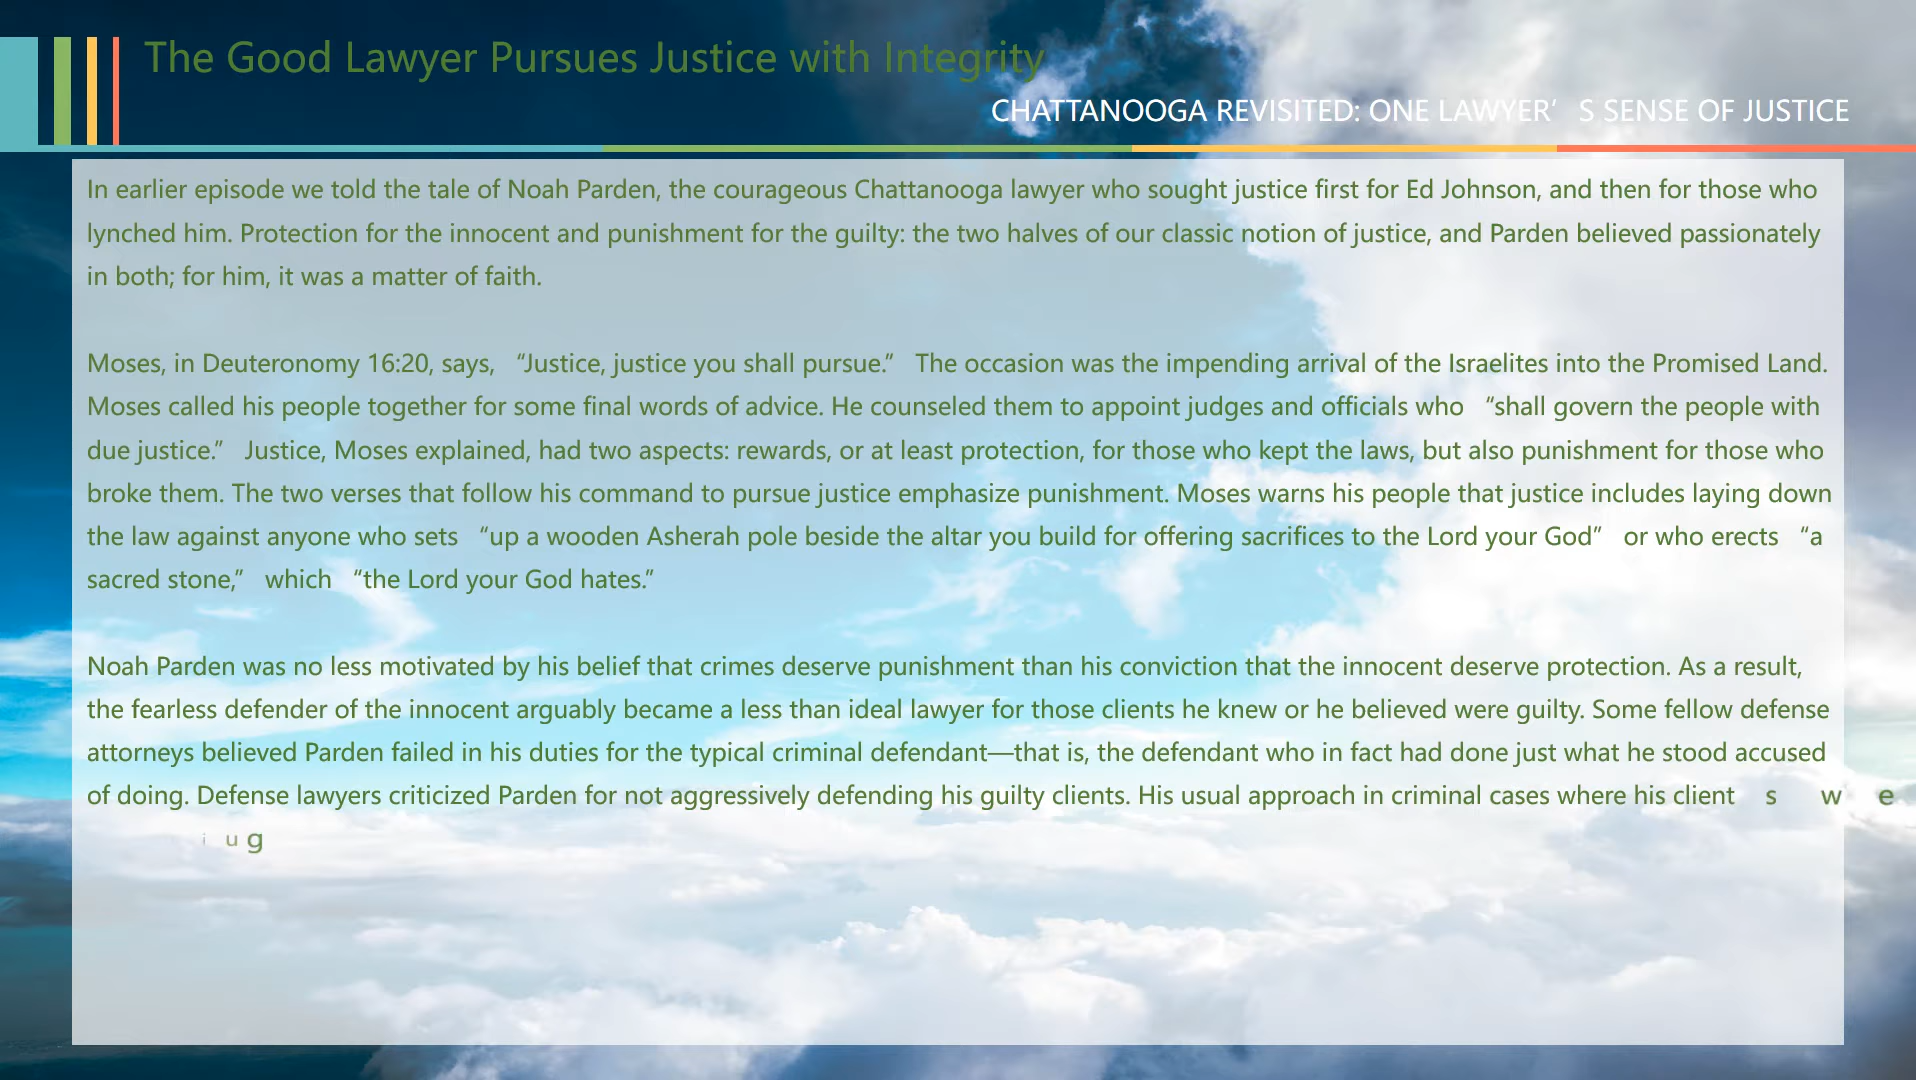 The Good Lawyer Pursues Justice with Integrity
CHATTANOOGA REVISITED: ONE LAWYER’ S SENSE OF JUSTICE
In earlier episode we told the tale of Noah Parden, the courageous Chattanooga lawyer who sought justice first for Ed Johnson, and then for those who
lynched him. Protection for the innocent and punishment for the guilty: the two halves of our classic notion of justice, and Parden believed passionately
in both; for him, it was a matter of faith.
Moses, in Deuteronomy 16:20, says, “Justice, justice you shall pursue.” The occasion was the impending arrival of the Israelites into the Promised Land.
Moses called his people together for some final words of advice. He counseled them to appoint judges and officials who “shall govern the people with
due justice.” Justice, Moses explained, had two aspects: rewards, or at least protection, for those who kept the laws, but also punishment for those who
broke them. The two verses that follow his command to pursue justice emphasize punishment. Moses warns his people that justice includes laying down
the law against anyone who sets “up a wooden Asherah pole beside the altar you build for offering sacrifices to the Lord your God” or who erects “a
sacred stone,” which “the Lord your God hates.”
Noah Parden was no less motivated by his belief that crimes deserve punishment than his conviction that the innocent deserve protection. As a result,
the fearless defender of the innocent arguably became a less than ideal lawyer for those clients he knew or he believed were guilty. Some fellow defense
attorneys believed Parden failed in his duties for the typical criminal defendant—that is, the defendant who in fact had done just what he stood accused
of doing. Defense lawyers criticized Parden for not aggressively defending his guilty clients. His usual approach in criminal cases where his client s w e
i u g